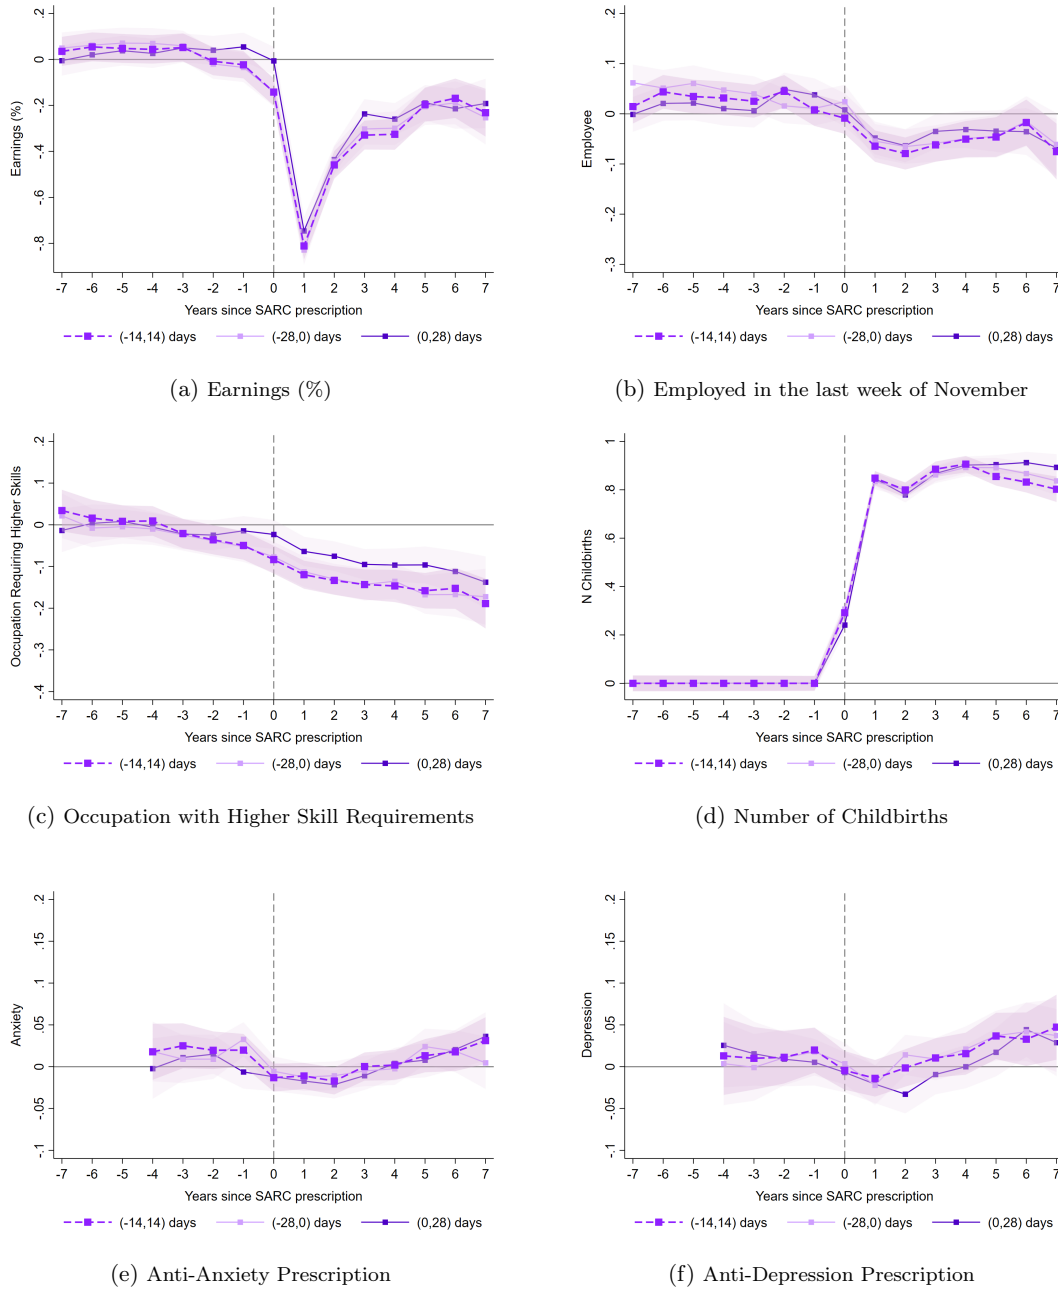 .2
0
-.2
-.4
-.6
-.8
Earnings (%)
-7 -6 -5 -4 -3 -2 -1 0 1 2 3 4 5 6 7
Years since SARC prescription
(-14,14) days (-28,0) days (0,28) days
(a) Earnings (%)
.2
.1
0
-.1
-.2
-.3
Employee
-7 -6 -5 -4 -3 -2 -1 0 1 2 3 4 5 6 7
Years since SARC prescription
(-14,14) days (-28,0) days (0,28) days
(b) Employed in the last week of November
.2
.1
0
-.1
-.2
-.3
-.4
Occupation Requiring Higher Skills
-7 -6 -5 -4 -3 -2 -1 0 1 2 3 4 5 6 7
Years since SARC prescription
(-14,14) days (-28,0) days (0,28) days
(c) Occupation with Higher Skill Requirements
1
.8
.6
.4
.2
0
N Childbirths
-7 -6 -5 -4 -3 -2 -1 0 1 2 3 4 5 6 7
Years since SARC prescription
(-14,14) days (-28,0) days (0,28) days
(d) Number of Childbirths
.2
.15
.1
.05
0
-.05
-.1
Anxiety
-7 -6 -5 -4 -3 -2 -1 0 1 2 3 4 5 6 7
Years since SARC prescription
(-14,14) days (-28,0) days (0,28) days
(e) Anti-Anxiety Prescription
.2
.15
.1
.05
0
-.05
-.1
Depression
-7 -6 -5 -4 -3 -2 -1 0 1 2 3 4 5 6 7
Years since SARC prescription
(-14,14) days (-28,0) days (0,28) days
(f) Anti-Depression Prescription